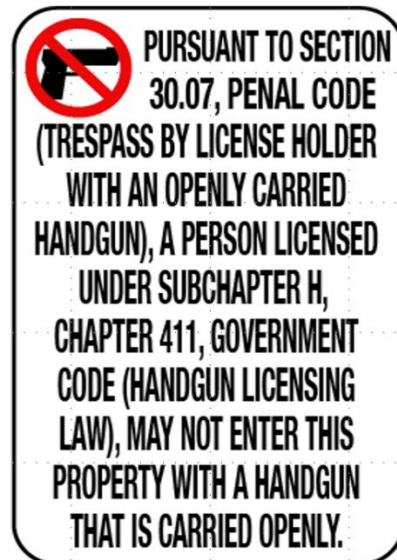 PURSUANT TO SECTION
30.07, PENAL CODE
(TRESPASS BY LICENSE HOLDER
WITH AN OPENLY CARRIED
HANDGUN), A PERSON LICENSED
UNDER SUBCHAPTER H,
CHAPTER 411, GOVERNMENT
CODE (HANDGUN LICENSING
LAW), MAY NOT ENTER THIS
PROPERTY WITH A HANDGUN
THAT IS CARRIED OPENLY.